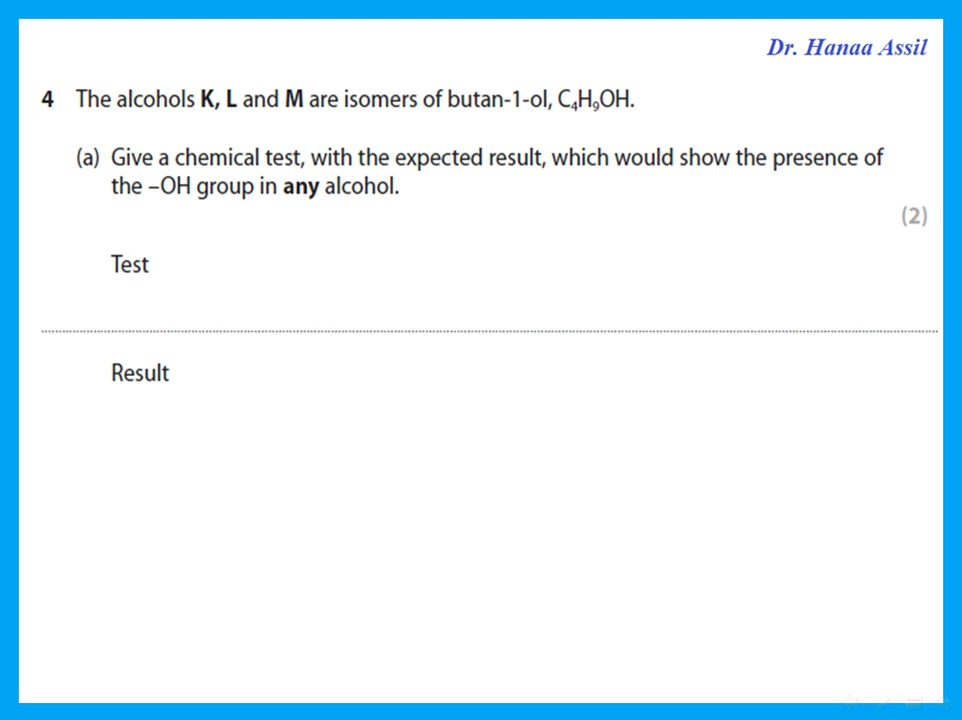 Dr. Hanaa Assil
4 The alcohols K, L and M are isomers of butan-1-ol, C₄H₉OH.
(a) Give a chemical test, with the expected result, which would show the presence of
the –OH group in any alcohol.
(2)
Test
Result